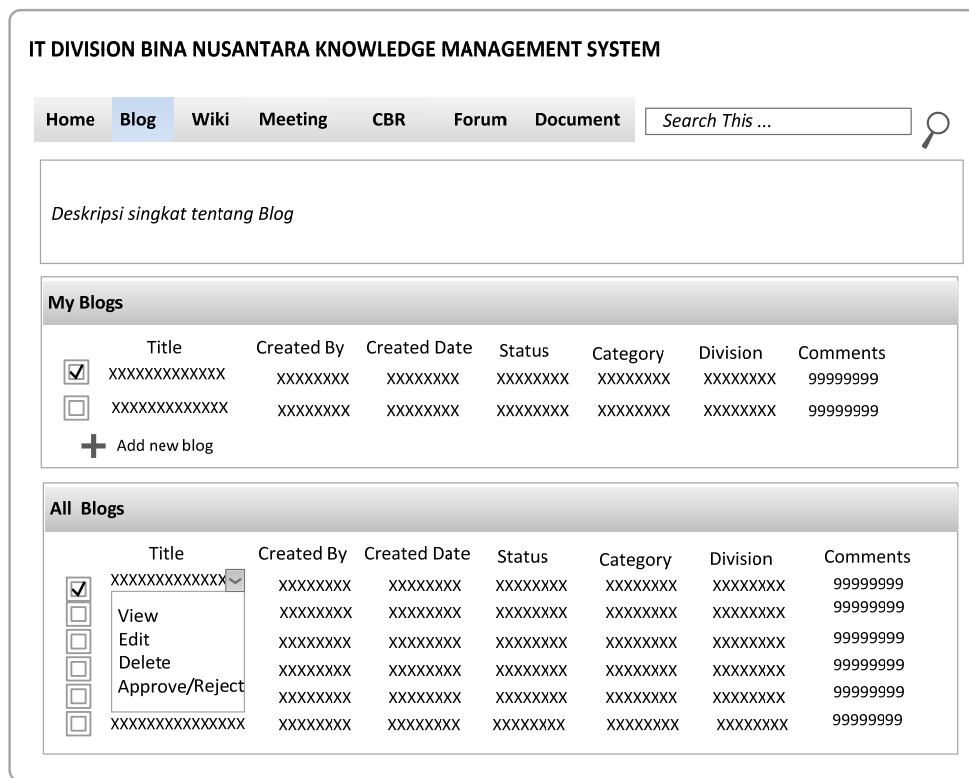 IT DIVISION BINA NUSANTARA KNOWLEDGE MANAGEMENT SYSTEM
Home Blog Wiki Meeting CBR Forum Document Search This ...
Deskripsi singkat tentang Blog
My Blogs
Title Created By Created Date Status Category Division Comments
XXXXXXXXXXXXX XXXXXXXX XXXXXXXX XXXXXXXX XXXXXXXX XXXXXXXX 99999999
XXXXXXXXXXXXX XXXXXXXX XXXXXXXX XXXXXXXX XXXXXXXX XXXXXXXX 99999999
Add new blog
All Blogs
Title Created By Created Date Status Category Division Comments
XXXXXXXXXXXXX XXXXXXXX XXXXXXXX XXXXXXXX XXXXXXXX XXXXXXXX 99999999
View XXXXXXXX XXXXXXXX XXXXXXXX XXXXXXXX XXXXXXXX 99999999
Edit XXXXXXXX XXXXXXXX XXXXXXXX XXXXXXXX XXXXXXXX 99999999
Delete XXXXXXXX XXXXXXXX XXXXXXXX XXXXXXXX XXXXXXXX 99999999
Approve/Reject XXXXXXXX XXXXXXXX XXXXXXXX XXXXXXXX XXXXXXXX 99999999
XXXXXXXXXXXXXXX XXXXXXXX XXXXXXXX XXXXXXXX XXXXXXXX XXXXXXXX 99999999